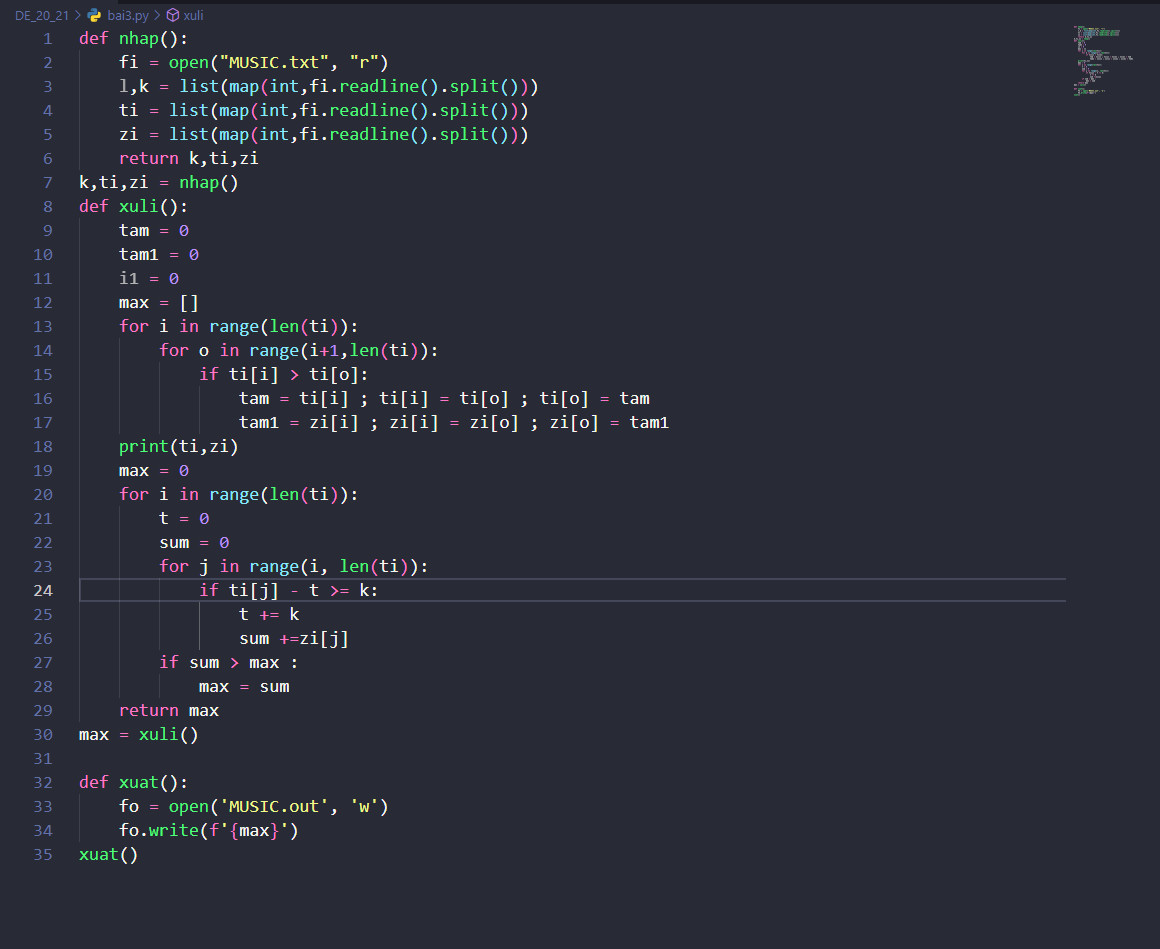 DE_20_21 > bai3.py > xuli
1 def nhap():
2     fi = open("MUSIC.txt", "r")
3     l,k = list(map(int,fi.readline().split()))
4     ti = list(map(int,fi.readline().split()))
5     zi = list(map(int,fi.readline().split()))
6     return k,ti,zi
7 k,ti,zi = nhap()
8 def xuli():
9     tam = 0
10     tam1 = 0
11     i1 = 0
12     max = []
13     for i in range(len(ti)):
14         for o in range(i+1,len(ti)):
15             if ti[i] > ti[o]:
16                 tam = ti[i] ; ti[i] = ti[o] ; ti[o] = tam
17                 tam1 = zi[i] ; zi[i] = zi[o] ; zi[o] = tam1
18     print(ti,zi)
19     max = 0
20     for i in range(len(ti)):
21         t = 0
22         sum = 0
23         for j in range(i, len(ti)):
24             if ti[j] - t >= k:
25                 t += k
26                 sum +=zi[j]
27         if sum > max :
28             max = sum
29     return max
30 max = xuli()
31
32 def xuat():
33     fo = open('MUSIC.out', 'w')
34     fo.write(f'{max}')
35 xuat()